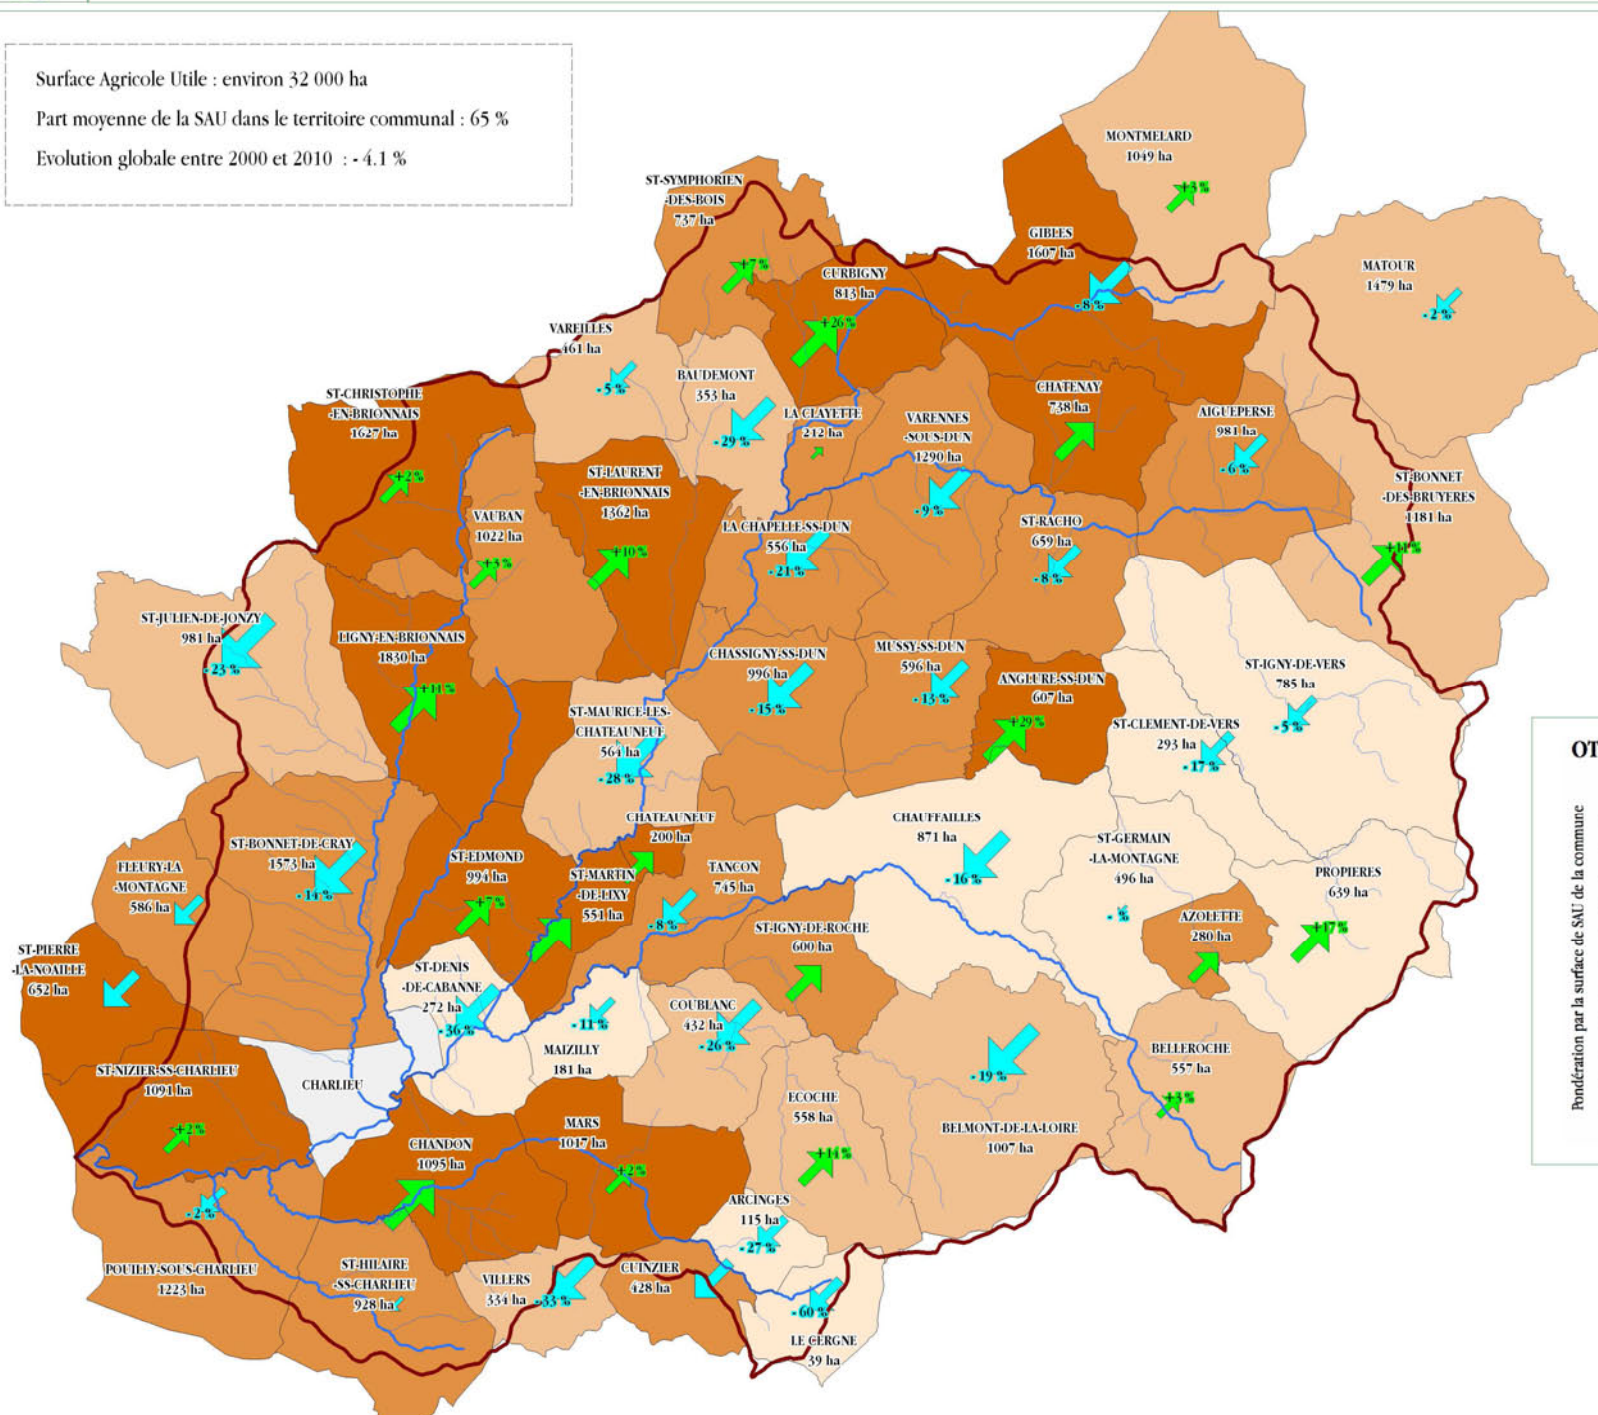 Surface Agricole Utile : environ 32 000 ha
Part moyenne de la SAU dans le territoire communal : 65 %
Evolution globale entre 2000 et 2010 : - 4.1 %
MONTMELARD
1049 ha
+3 %
ST-SYMPHORIEN
-DES-BOIS
737 ha
+7 %
GIBLES
1607 ha
- 8 %
CURBIGNY
813 ha
+26 %
MATOUR
1479 ha
- 2 %
VAREILLES
461 ha
- 5 %
BAUDEMONT
353 ha
- 29 %
ST-CHRISTOPHE
-EN-BRIONNAIS
1627 ha
+2 %
LA CLAYETTE
212 ha
VARENNES
-SOUS-DUN
1290 ha
- 9 %
CHATENAY
738 ha
AIGUEPERSE
981 ha
- 6 %
ST-LAURENT
-EN-BRIONNAIS
1362 ha
+10 %
VAUBAN
1022 ha
+3 %
LA CHAPELLE-SS-DUN
556 ha
- 21 %
ST-RACHO
659 ha
- 8 %
ST-BONNET
-DES-BRUYERES
1181 ha
+11 %
ST-JULIEN-DE-JONZY
981 ha
- 23 %
LIGNY-EN-BRIONNAIS
1830 ha
+11 %
CHASSIGNY-SS-DUN
996 ha
- 15 %
MUSSY-SS-DUN
596 ha
- 13 %
ANGLURE-SS-DUN
607 ha
+29 %
ST-IGNY-DE-VERS
785 ha
- 5 %
ST-CLEMENT-DE-VERS
293 ha
- 17 %
ST-MAURICE-LES-
CHATEAUNEUF
564 ha
- 28 %
CHATEAUNEUF
200 ha
CHAUFFAILLES
871 ha
- 16 %
ST-GERMAIN
-LA-MONTAGNE
496 ha
- %
PROPIERES
639 ha
+17 %
ST-BONNET-DE-CRAY
1573 ha
- 14 %
FLEURY-LA
-MONTAGNE
586 ha
ST-EDMOND
994 ha
+7 %
ST-MARTIN
-DE-LIXY
551 ha
TANCON
745 ha
- 8 %
AZOLETTE
280 ha
ST-IGNY-DE-ROCHE
600 ha
ST-PIERRE
-LA-NOAILLE
652 ha
ST-DENIS
-DE-CABANNE
272 ha
- 36 %
- 11 %
MAIZILLY
181 ha
COUBLANC
432 ha
- 26 %
- 19 %
BELMONT-DE-LA-LOIRE
1007 ha
BELLEROCHE
557 ha
+3 %
ST-NIZIER-SS-CHARLIEU
1091 ha
+2 %
CHARLIEU
ECOCHE
558 ha
+14 %
CHANDON
1095 ha
MARS
1017 ha
+2 %
ARCINGES
115 ha
- 27 %
- 2 %
POUILLY-SOUS-CHARLIEU
1223 ha
ST-HILAIRE
-SS-CHARLIEU
928 ha
VILLERS
334 ha
- 33 %
CUINZIER
428 ha
- 60 %
LE CERGNE
39 ha
Pondération par la surface de SAU de la commune